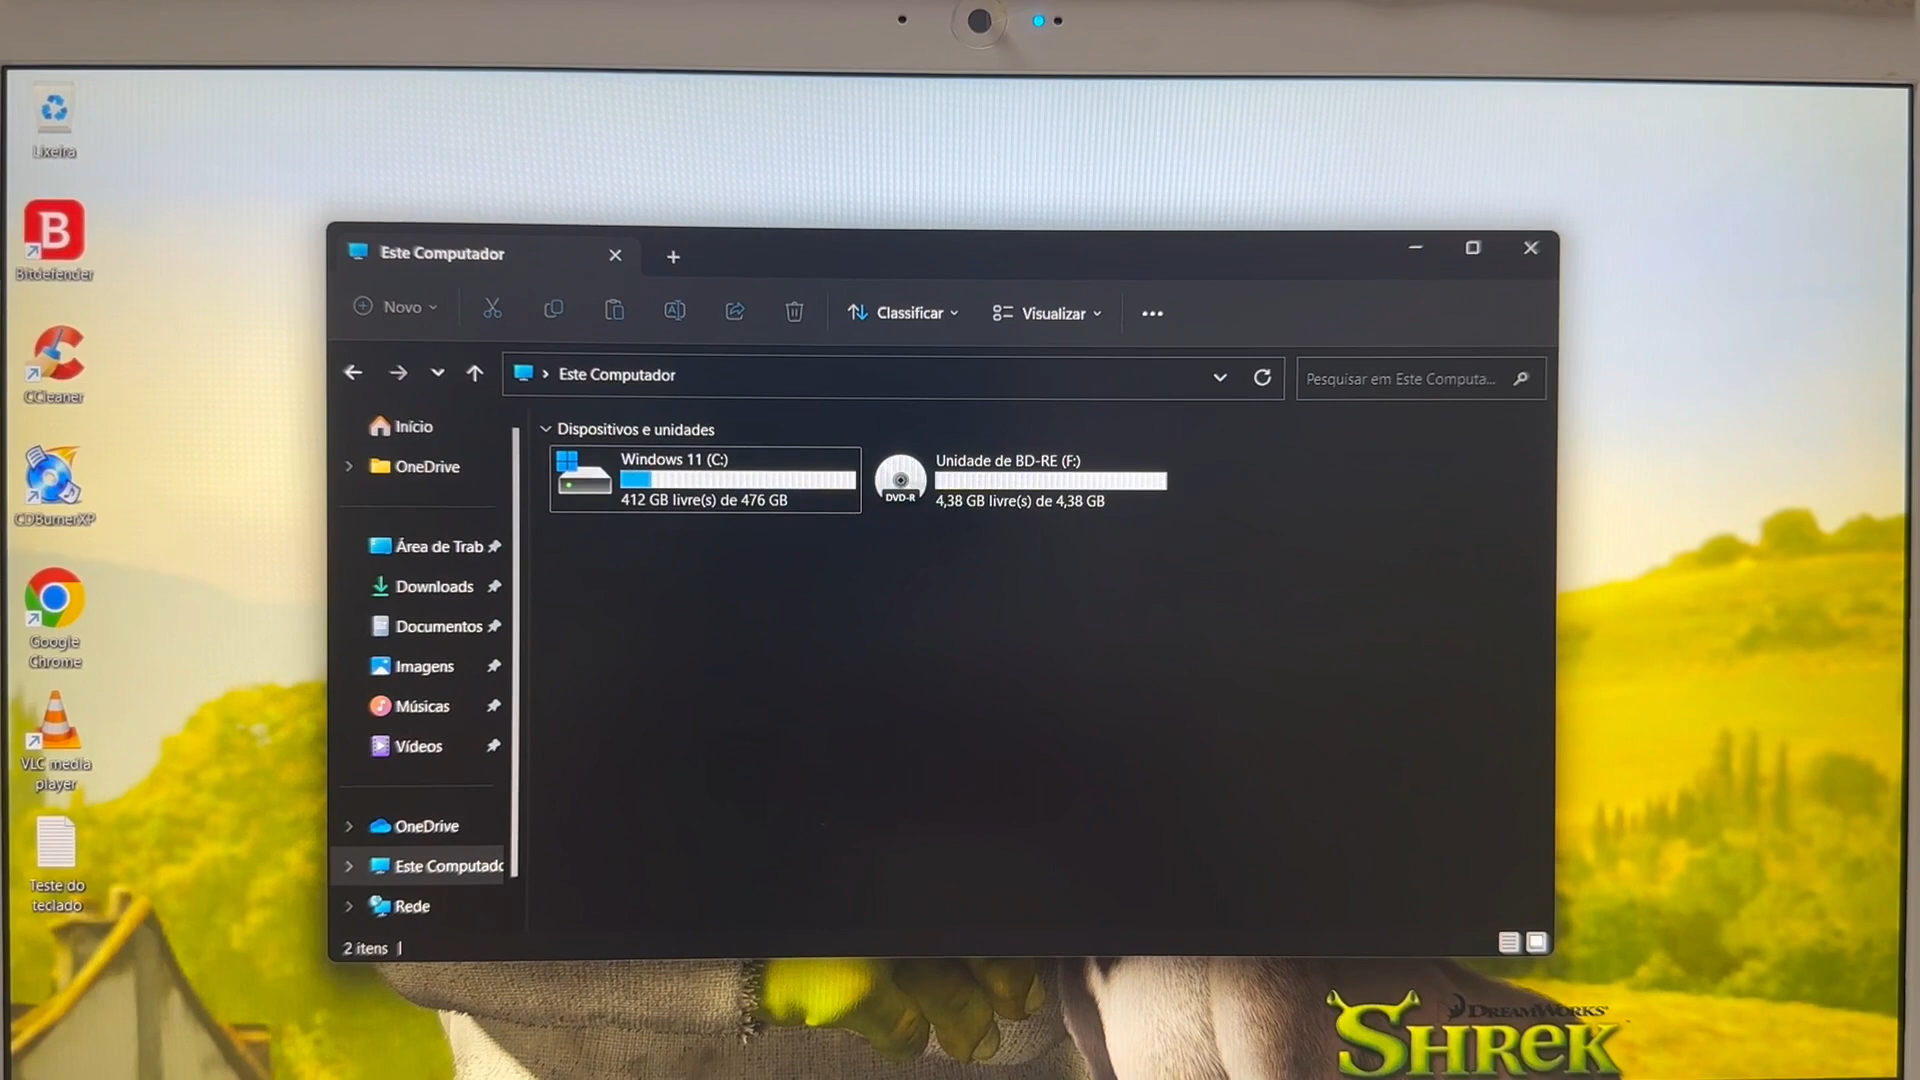 Lixeira
B
Bitdefender
CCleaner
CDBurnerXP
Google
Chrome
VLC media
player
Teste do
teclado
Este Computador
Novo
A
Classificar
Visualizar
Este Computador
Pesquisar em Este Computa...
Início
OneDrive
Área de Trab
Downloads
Documentos
Imagens
Músicas
Vídeos
OneDrive
Este Computado
Rede
Dispositivos e unidades
Windows 11 (C:)
412 GB livre(s) de 476 GB
Unidade de BD-RE (F:)
DVD-R
4,38 GB livre(s) de 4,38 GB
2 itens
DREAMWORKS
SHREK